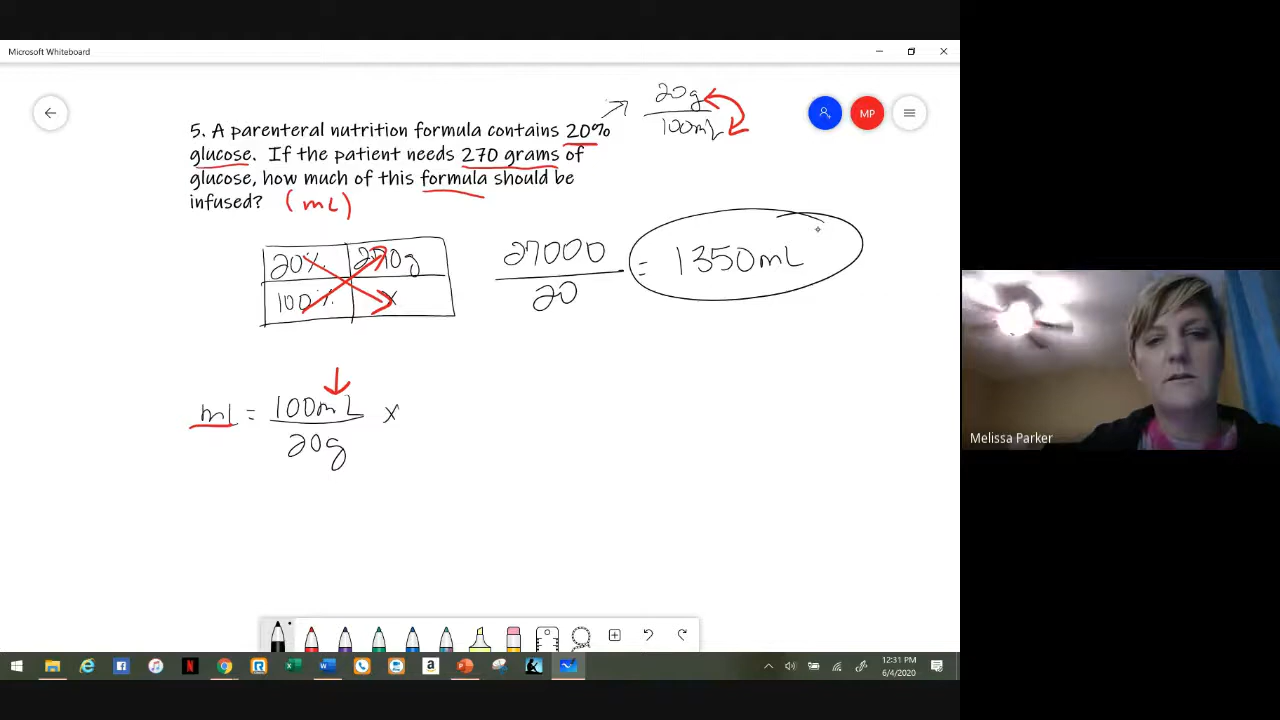 Microsoft Whiteboard
20g
100mL
MP
5. A parenteral nutrition formula contains 20%
glucose. If the patient needs 270 grams of
glucose, how much of this formula should be
infused? (mL)
20% 270g
100% x
27000
20
= 1350mL
mL = 100mL x
20g
Melissa Parker
12:31 PM
6/4/2020